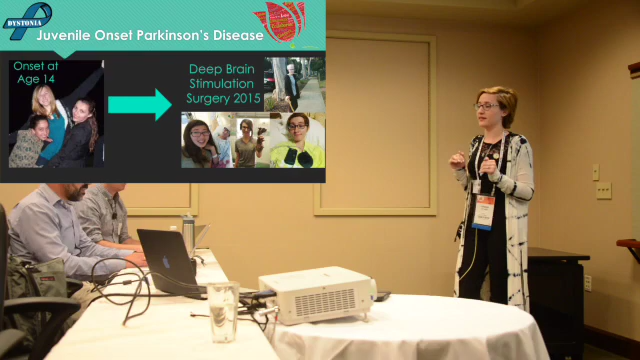 DYSTONIA
Juvenile Onset Parkinson's Disease
Onset at
Age 14
Deep Brain
Stimulation
Surgery 2015